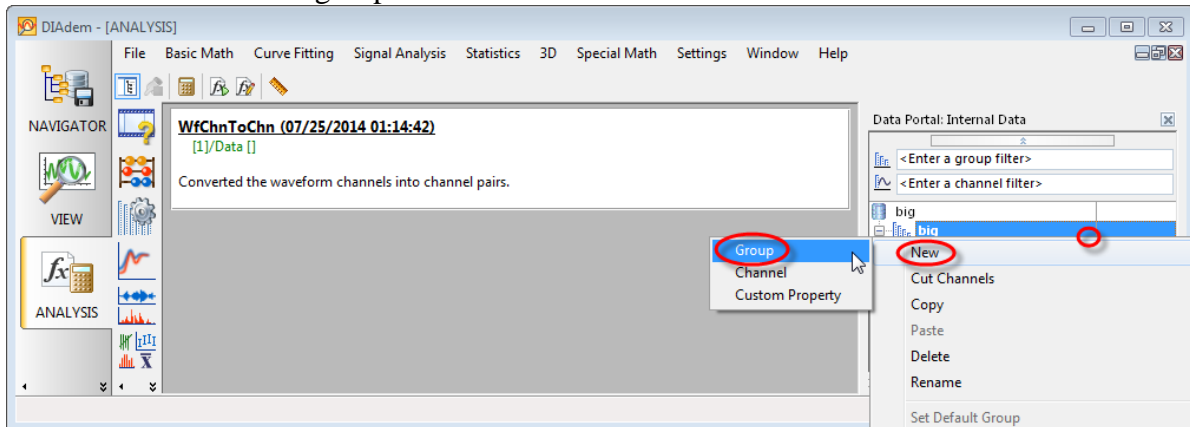 DIAdem - [ANALYSIS]
File Basic Math Curve Fitting Signal Analysis Statistics 3D Special Math Settings Window Help
NAVIGATOR
VIEW
ANALYSIS
WfChnToChn (07/25/2014 01:14:42)
[1]/Data []
Converted the waveform channels into channel pairs.
Data Portal: Internal Data
<Enter a group filter>
<Enter a channel filter>
big
big
Group
Channel
Custom Property
New
Cut Channels
Copy
Paste
Delete
Rename
Set Default Group